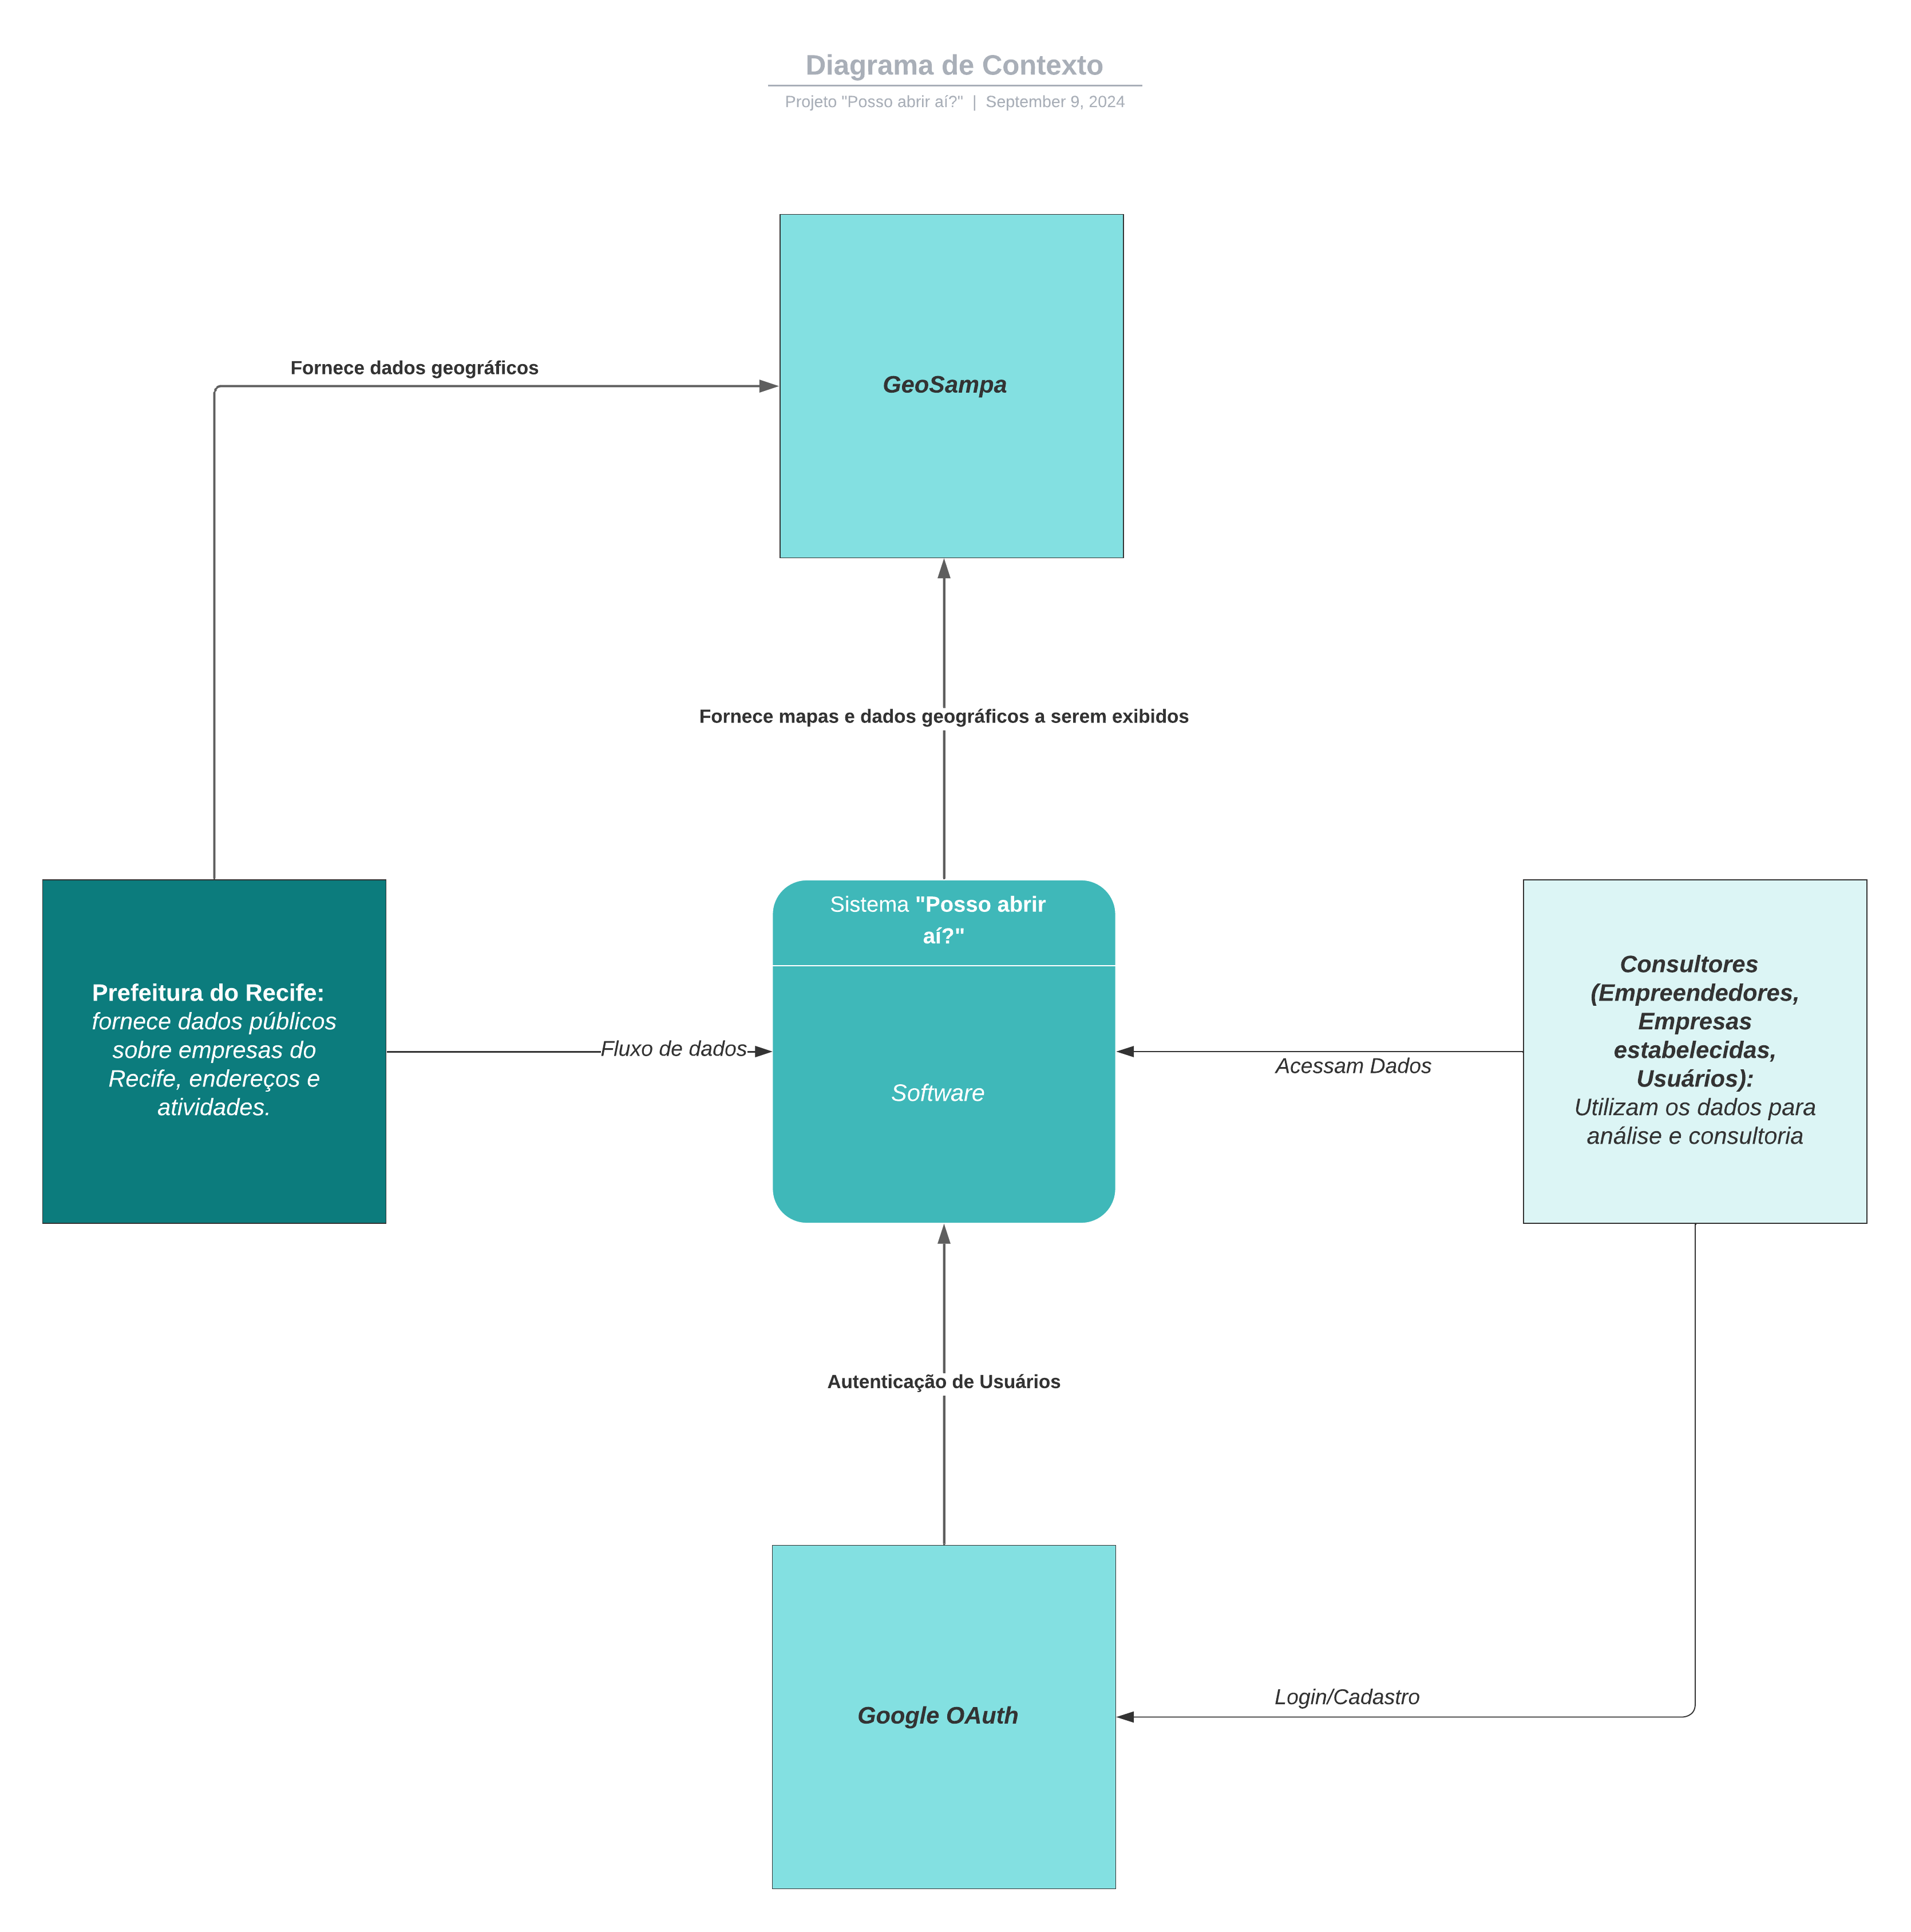 Diagrama de Contexto
Projeto "Posso abrir aí?" | September 9, 2024
GeoSampa
Fornece dados geográficos
Fornece mapas e dados geográficos a serem exibidos
Sistema "Posso abrir
aí?"
Software
Prefeitura do Recife:
fornece dados públicos
sobre empresas do
Recife, endereços e
atividades.
Fluxo de dados
Acessam Dados
Consultores
(Empreendedores,
Empresas
estabelecidas,
Usuários):
Utilizam os dados para
análise e consultoria
Autenticação de Usuários
Google OAuth
Login/Cadastro